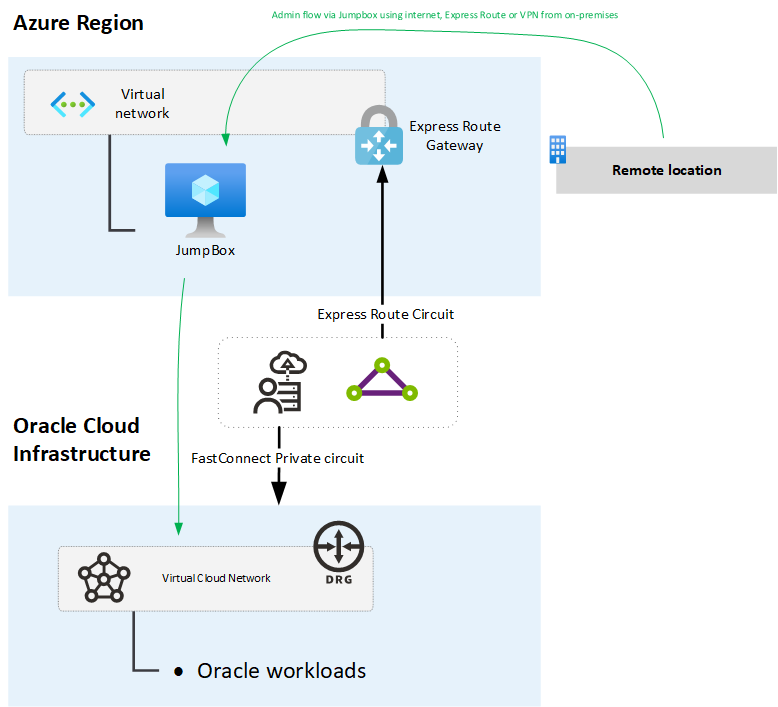 Admin flow via Jumpbox using internet, Express Route or VPN from on-premises
Azure Region
Virtual
network
Express Route
Gateway
Remote location
JumpBox
Express Route Circuit
Oracle Cloud
Infrastructure
FastConnect Private circuit
DRG
Virtual Cloud Network
• Oracle workloads